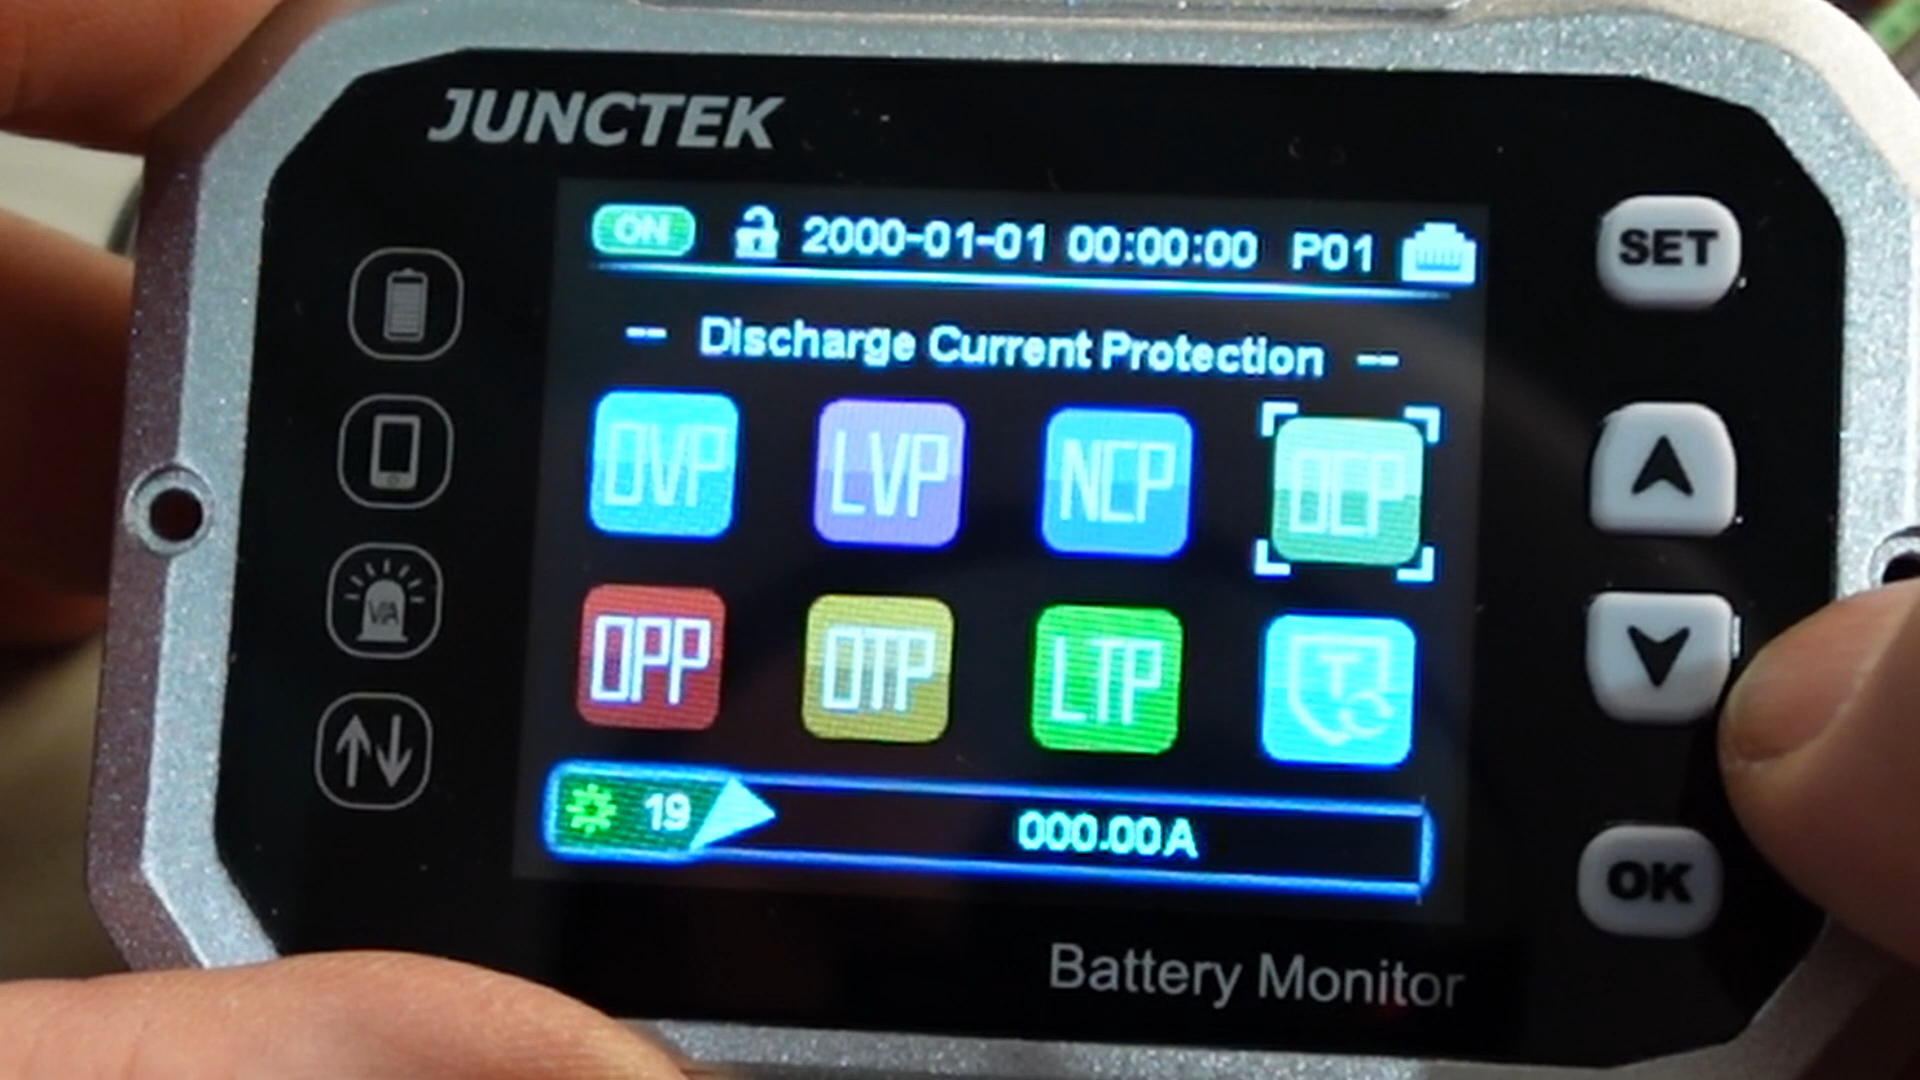 JUNCTEK
ON 2000-01-01 00:00:00 P01
-- Discharge Current Protection --
OVP LVP NCP OCP
OPP OTP LTP T
19 000.00A
Battery Monitor
SET
OK
V/A